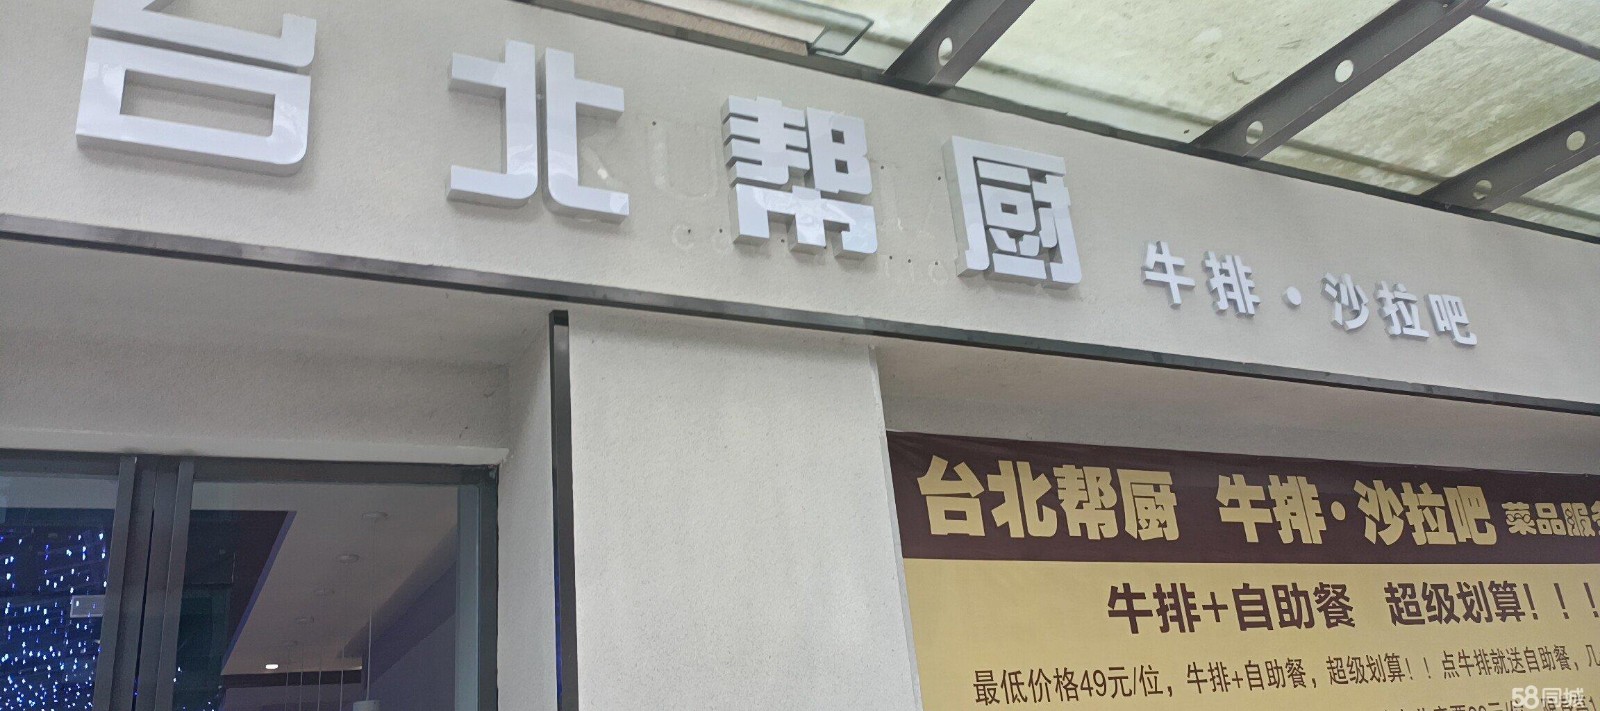 台北帮厨 牛排·沙拉吧
台北帮厨 牛排·沙拉吧 菜品服务
牛排+自助餐 超级划算！！！
最低价格49元/位，牛排+自助餐，超级划算！！点牛排就送自助餐，几
58同城